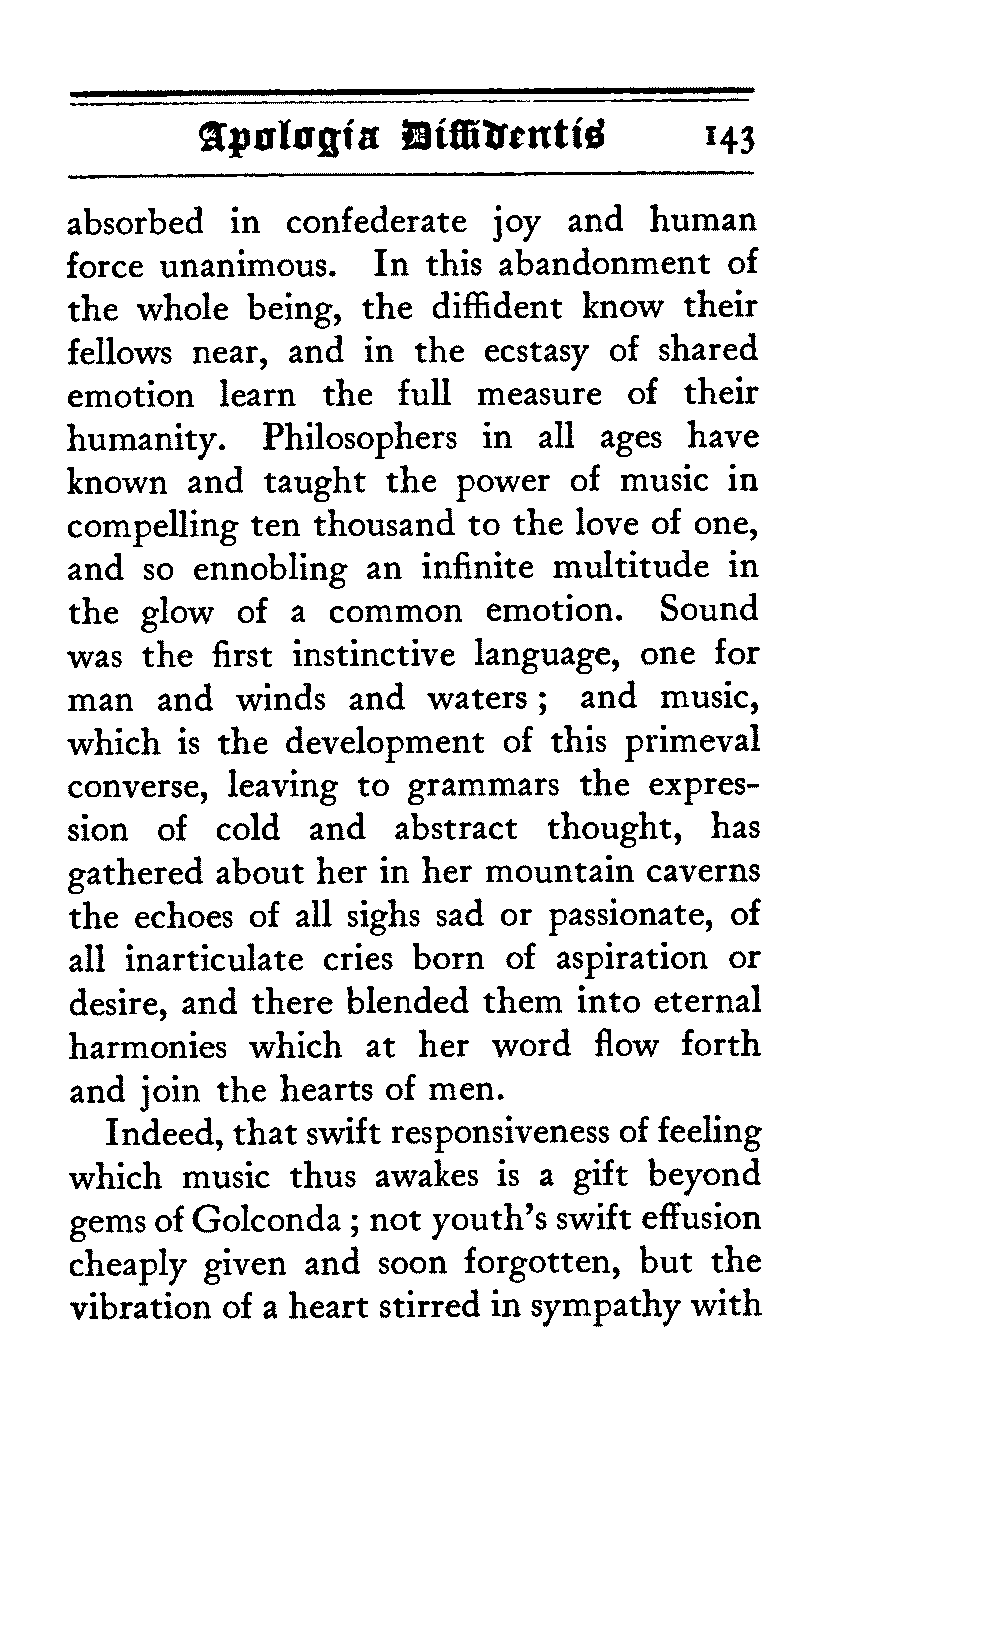 Apologia Diffidentis 143
absorbed in confederate joy and human
force unanimous. In this abandonment of
the whole being, the diffident know their
fellows near, and in the ecstasy of shared
emotion learn the full measure of their
humanity. Philosophers in all ages have
known and taught the power of music in
compelling ten thousand to the love of one,
and so ennobling an infinite multitude in
the glow of a common emotion. Sound
was the first instinctive language, one for
man and winds and waters ; and music,
which is the development of this primeval
converse, leaving to grammars the expres-
sion of cold and abstract thought, has
gathered about her in her mountain caverns
the echoes of all sighs sad or passionate, of
all inarticulate cries born of aspiration or
desire, and there blended them into eternal
harmonies which at her word flow forth
and join the hearts of men.
Indeed, that swift responsiveness of feeling
which music thus awakes is a gift beyond
gems of Golconda ; not youth's swift effusion
cheaply given and soon forgotten, but the
vibration of a heart stirred in sympathy with